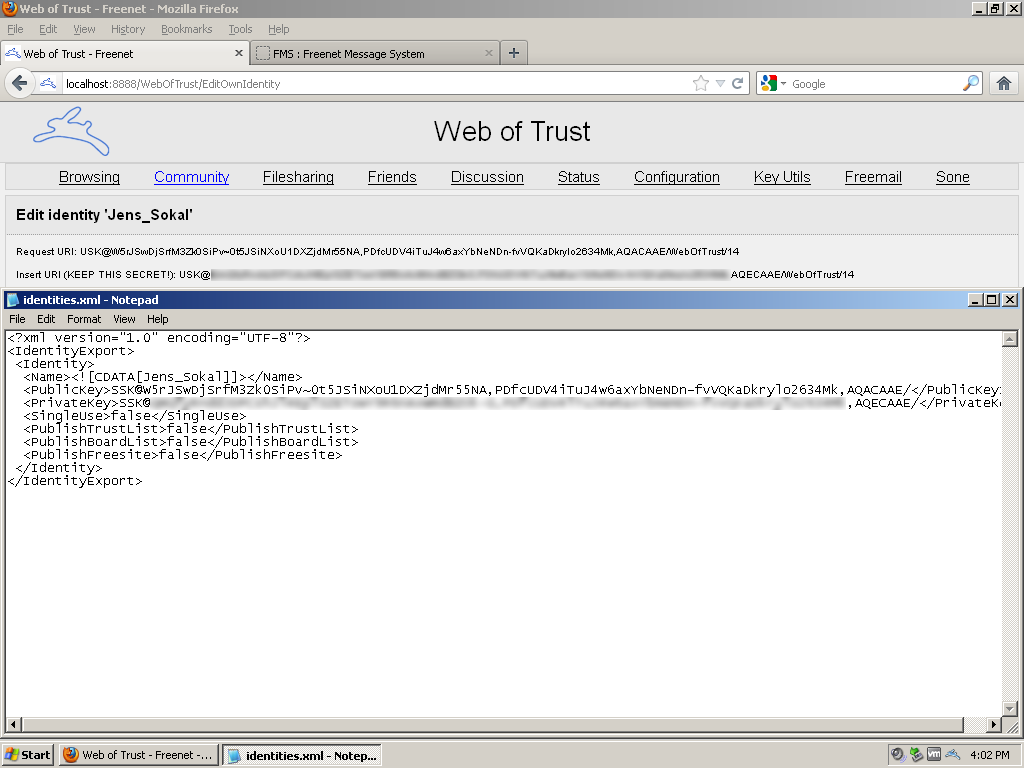 Web of Trust - Freenet - Mozilla Firefox
File Edit View History Bookmarks Tools Help
Web of Trust - Freenet
FMS : Freenet Message System
localhost:8888/WebOfTrust/EditOwnIdentity
Google
Web of Trust
Browsing Community Filesharing Friends Discussion Status Configuration Key Utils Freemail Sone
Edit identity 'Jens_Sokal'
Request URI: USK@W5rJSwDjSrfM3Zk0SiPv~0t5JSiNXoU1DXZjdMr55NA,PDfcUDV4iTuJ4w6axYbNeNDn-fvVQKaDkrylo2634Mk,AQACAAE/WebOfTrust/14
Insert URI (KEEP THIS SECRET!): USK@ AQECAAE/WebOfTrust/14
identities.xml - Notepad
File Edit Format View Help
<?xml version="1.0" encoding="UTF-8"?>
<IdentityExport>
<Identity>
<Name><![CDATA[Jens_Sokal]]></Name>
<PublicKey>SSK@W5rJSwDjSrfM3Zk0SiPv~0t5JSiNXoU1DXZjdMr55NA,PDfcUDV4iTuJ4w6axYbNeNDn-fvVQKaDkrylo2634Mk,AQACAAE/</PublicKey>
<PrivateKey>SSK@ ,AQECAAE/</PrivateKe
<SingleUse>false</SingleUse>
<PublishTrustList>false</PublishTrustList>
<PublishBoardList>false</PublishBoardList>
<PublishFreesite>false</PublishFreesite>
</Identity>
</IdentityExport>
Start
Web of Trust - Freenet -...
identities.xml - Notep...
4:02 PM